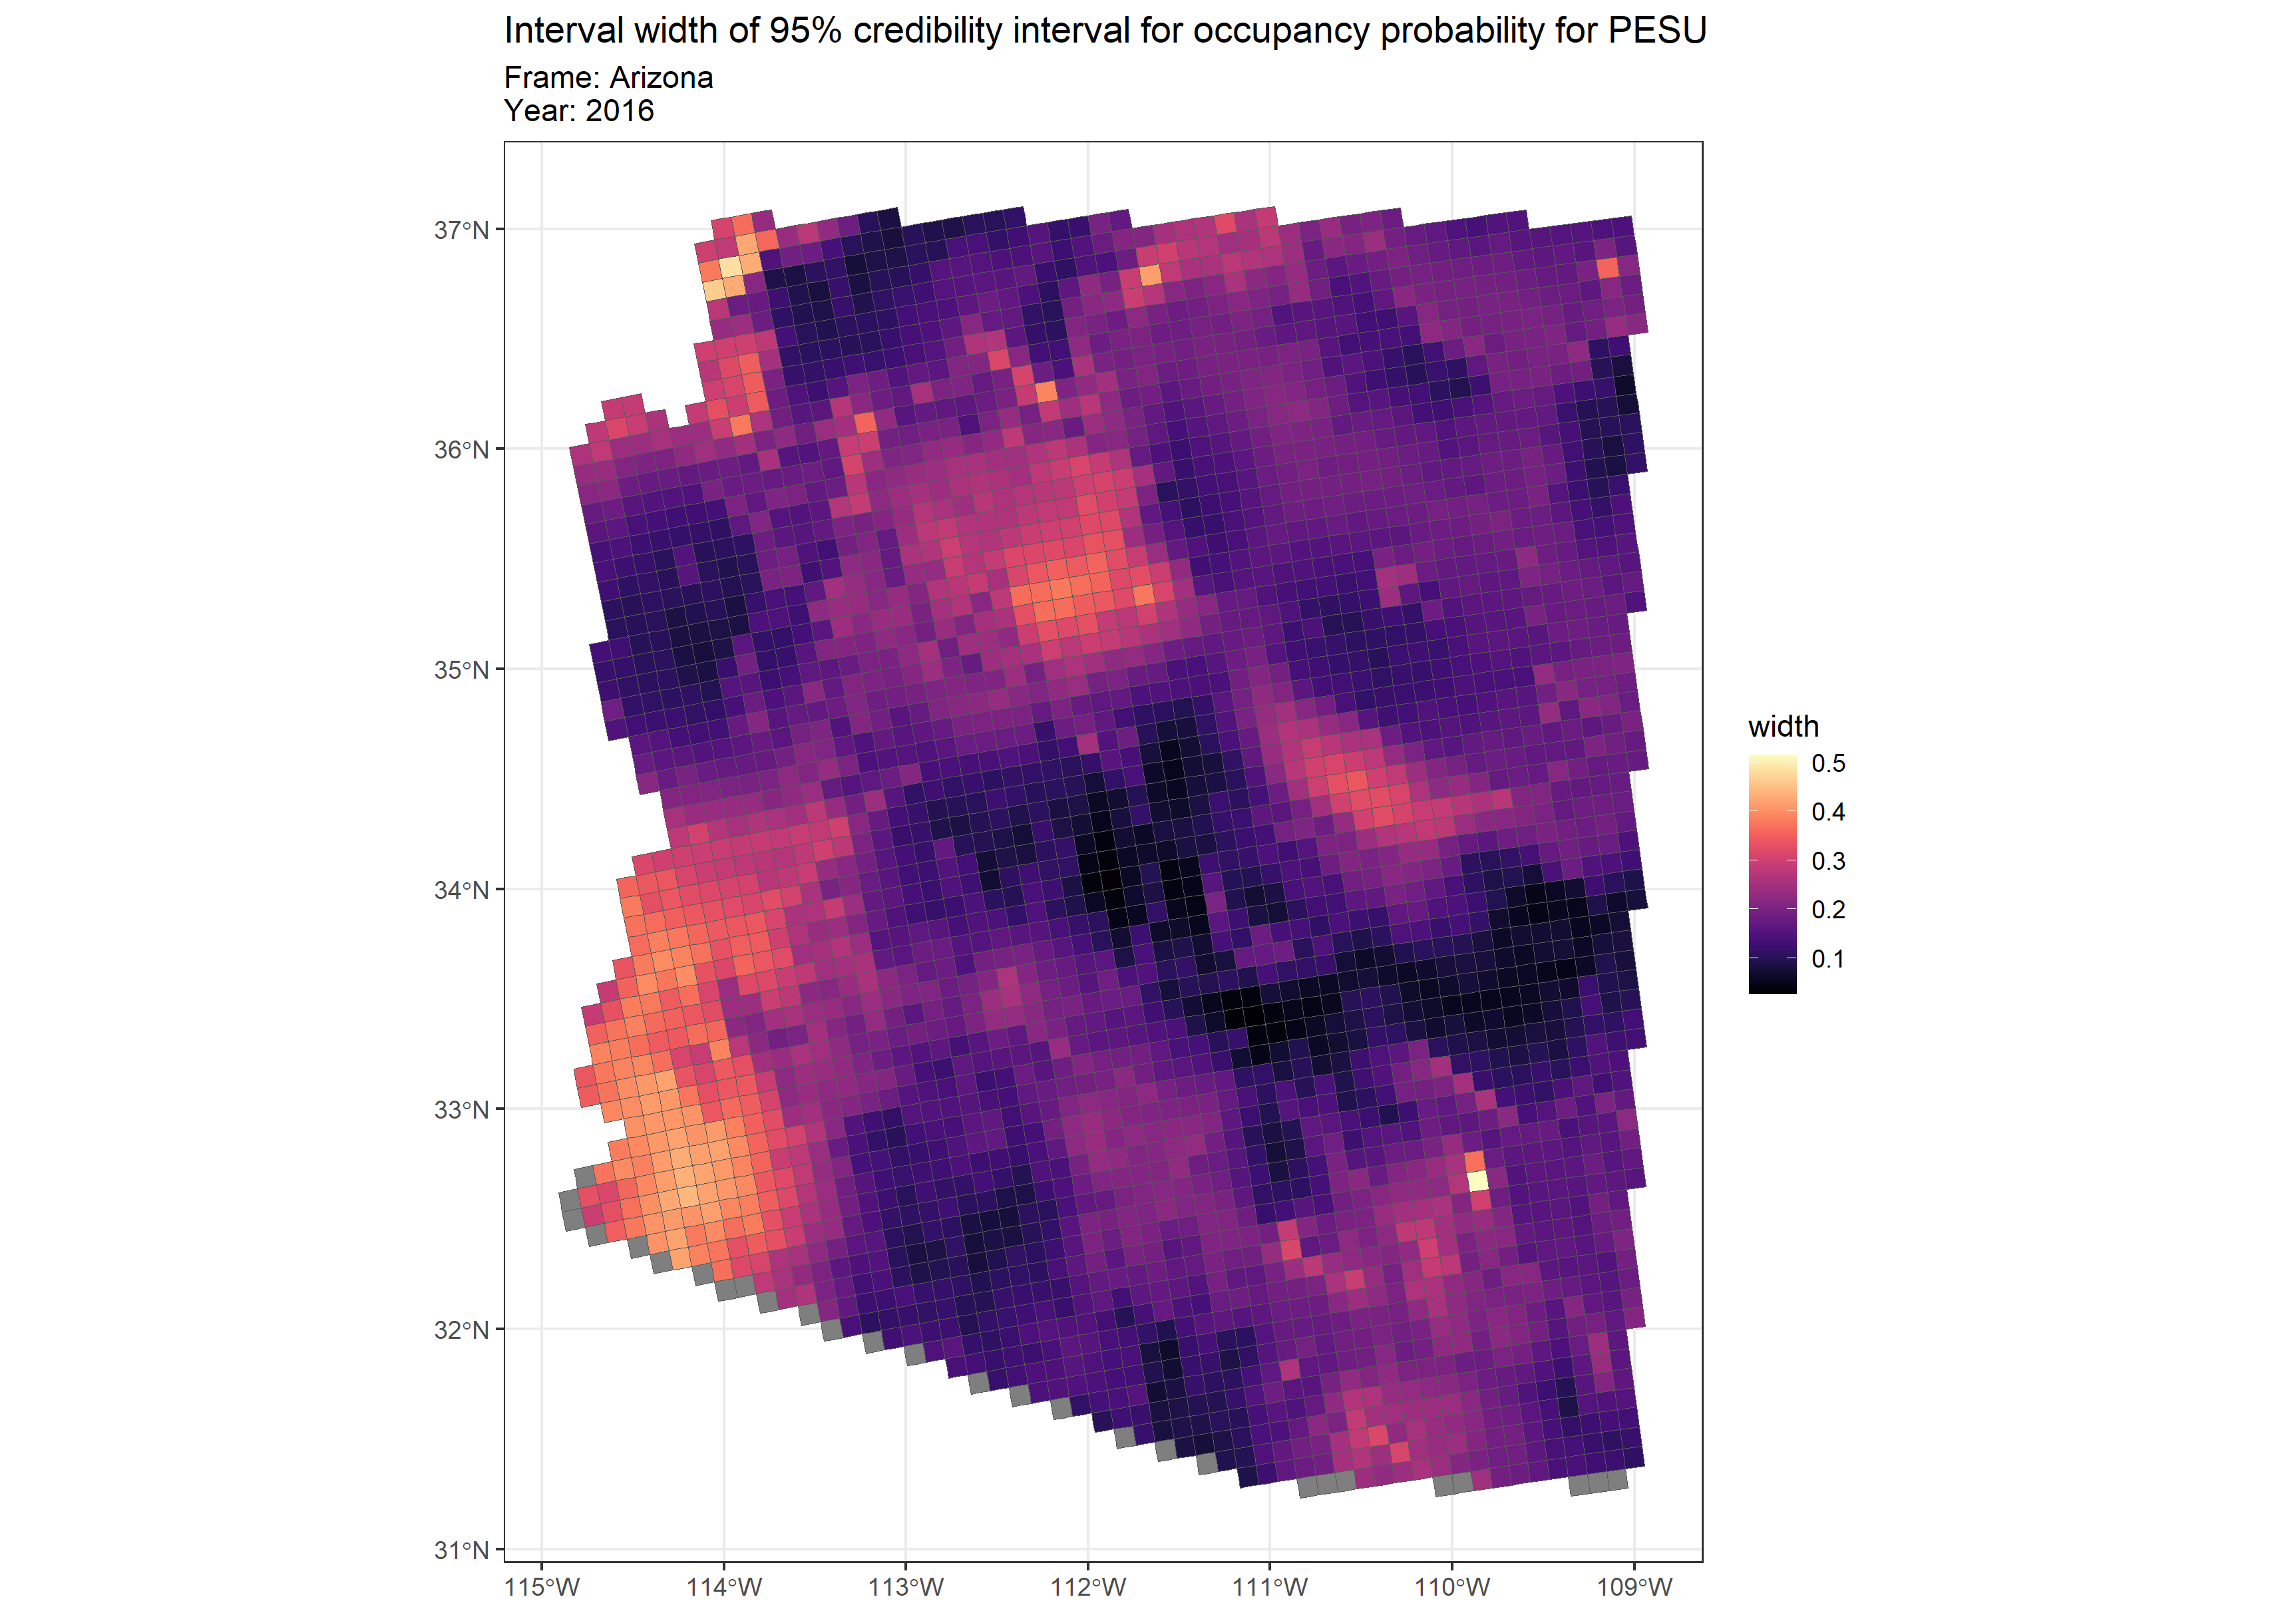 Interval width of 95% credibility interval for occupancy probability for PESU
Frame: Arizona
Year: 2016
37°N
36°N
35°N
34°N
33°N
32°N
31°N
115°W 114°W 113°W 112°W 111°W 110°W 109°W
width
0.5
0.4
0.3
0.2
0.1